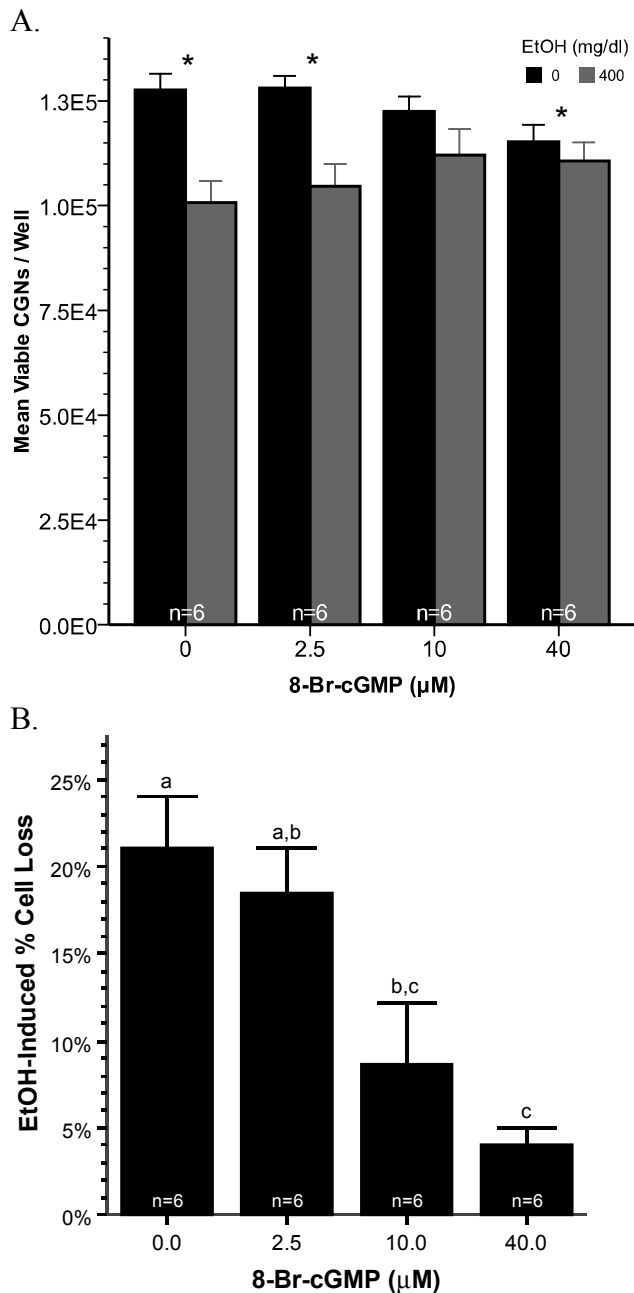 A.
EtOH (mg/dl)
0 400
* * *
1.3E5
1.0E5
7.5E4
5.0E4
2.5E4
0.0E0
Mean Viable CGNs / Well
n=6 n=6 n=6 n=6
0 2.5 10 40
8-Br-cGMP (µM)
B.
25%
20%
15%
10%
5%
0%
EtOH-Induced % Cell Loss
a
a,b
b,c
c
n=6 n=6 n=6 n=6
0.0 2.5 10.0 40.0
8-Br-cGMP (µM)